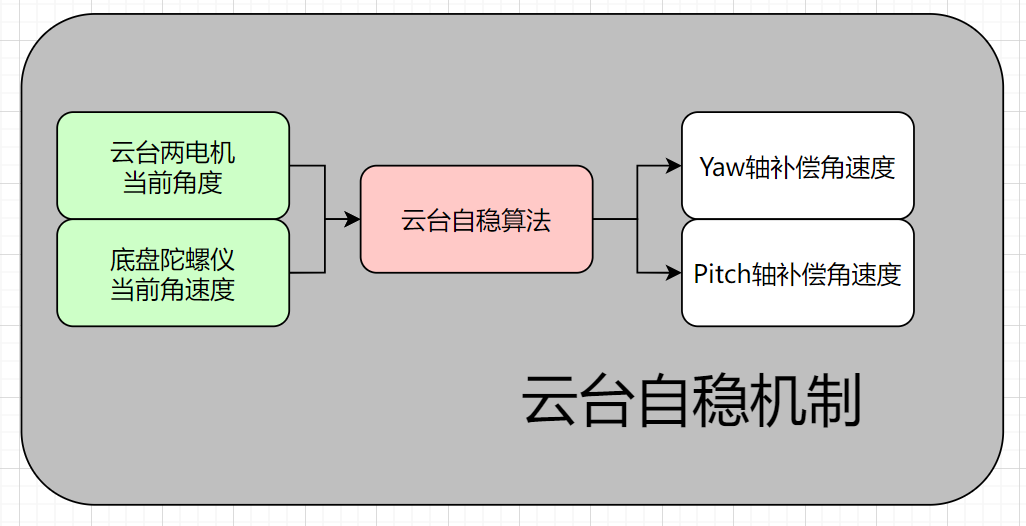 云台两电机
当前角度
底盘陀螺仪
当前角速度
云台自稳算法
Yaw轴补偿角速度
Pitch轴补偿角速度
云台自稳机制